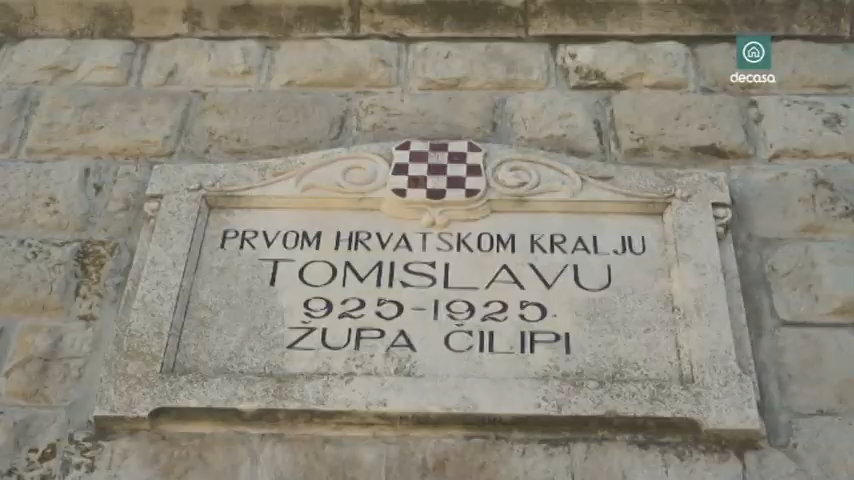 decasa
PRVOM HRVATSKOM KRALJU
TOMISLAVU
925-1925.
ŽUPA ČILIPI